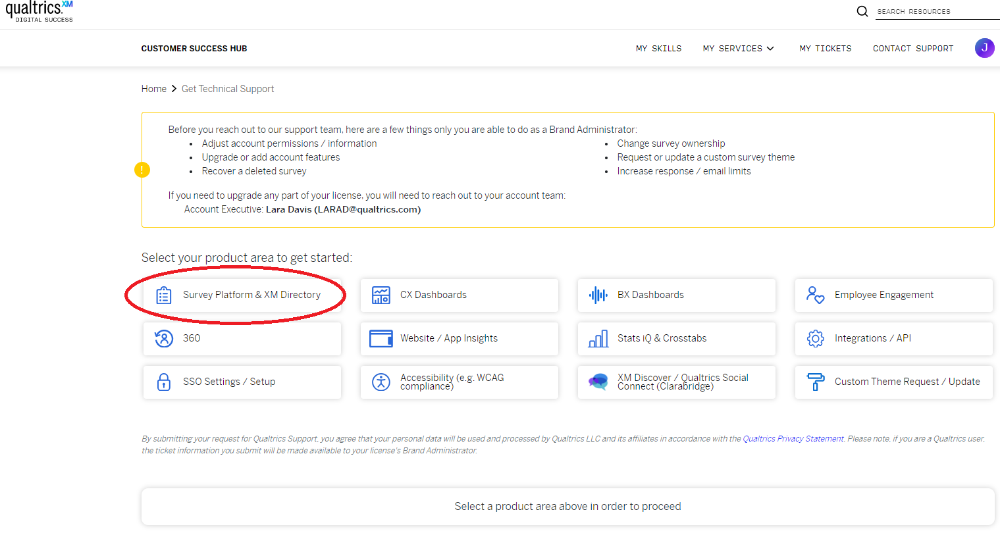 qualtrics.XM
DIGITAL SUCCESS
SEARCH RESOURCES
CUSTOMER SUCCESS HUB
MY SKILLS
MY SERVICES
MY TICKETS
CONTACT SUPPORT
J
Home
Get Technical Support
!
Before you reach out to our support team, here are a few things only you are able to do as a Brand Administrator:
• Adjust account permissions / information
• Upgrade or add account features
• Recover a deleted survey
• Change survey ownership
• Request or update a custom survey theme
• Increase response / email limits
If you need to upgrade any part of your license, you will need to reach out to your account team:
Account Executive: Lara Davis (LARAD@qualtrics.com)
Select your product area to get started:
Survey Platform & XM Directory
CX Dashboards
BX Dashboards
Employee Engagement
360
Website / App Insights
Stats iQ & Crosstabs
Integrations / API
SSO Settings / Setup
Accessibility (e.g. WCAG
compliance)
XM Discover / Qualtrics Social
Connect (Clarabridge)
Custom Theme Request / Update
By submitting your request for Qualtrics Support, you agree that your personal data will be used and processed by Qualtrics LLC and its affiliates in accordance with the Qualtrics Privacy Statement. Please note, if you are a Qualtrics user,
the ticket information you submit will be made available to your license's Brand Administrator.
Select a product area above in order to proceed